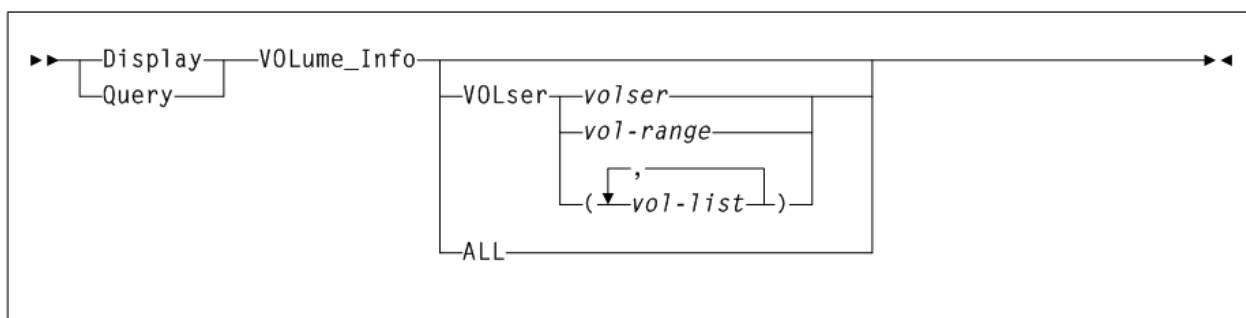 Display VOLume_Info
Query
VOLser volser
vol-range
,
( vol-list )
ALL